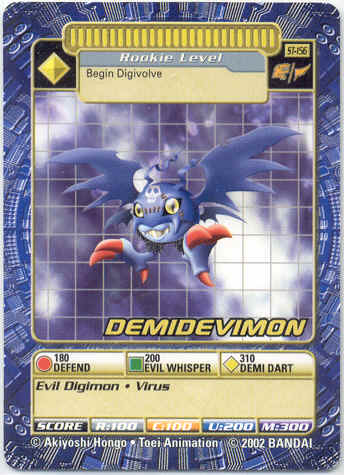 Rookie Level
ST-156
Begin Digivolve
DEMIDEVIMON
180 DEFEND
200 EVIL WHISPER
310 DEMI DART
Evil Digimon • Virus
SCORE R:100 C:100 U:200 M:300
© Akiyoshi/Hongo • Toei Animation © 2002 BANDAI